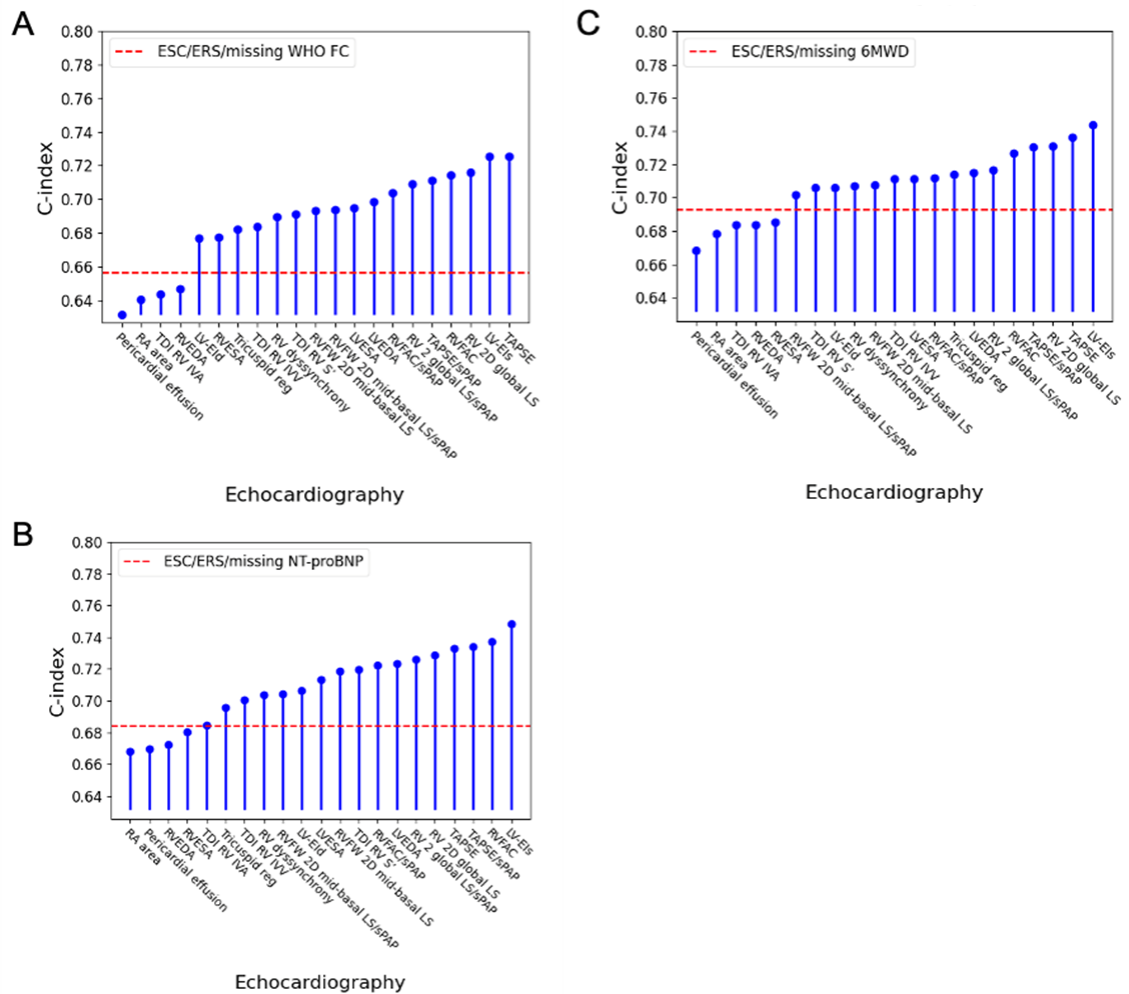 A
0.80
0.78
0.76
0.74
0.72
0.70
0.68
0.66
0.64
C-index
ESC/ERS/missing WHO FC
Pericardial effusion
RA area
TDI RV IVA
RVEDA
LV-EId
RVESA
Tricuspid reg
TDI RV IVV
RV dyssynchrony
TDI RV S'
RVFW 2D mid-basal LS
RVFW 2D mid-basal LS/sPAP
LVESA
LVEDA
RVFAC/sPAP
RV 2 global LS/sPAP
TAPSE/sPAP
RVFAC
RV 2D global LS
LV-EIs
TAPSE
Echocardiography
C
0.80
0.78
0.76
0.74
0.72
0.70
0.68
0.66
0.64
C-index
ESC/ERS/missing 6MWD
Pericardial effusion
RA area
TDI RV IVA
RVEDA
RVESA
RVFW 2D mid-basal LS/sPAP
TDI RV S'
LV-EId
RV dyssynchrony
RVFW 2D mid-basal LS
TDI RV IVV
LVESA
RVFAC/sPAP
Tricuspid reg
LVEDA
RV 2 global LS/sPAP
RVFAC
TAPSE/sPAP
RV 2D global LS
TAPSE
LV-EIs
Echocardiography
B
0.80
0.78
0.76
0.74
0.72
0.70
0.68
0.66
0.64
C-index
ESC/ERS/missing NT-proBNP
RA area
Pericardial effusion
RVEDA
RVESA
TDI RV IVA
Tricuspid reg
TDI RV IVV
RV dyssynchrony
RVFW 2D mid-basal LS/sPAP
LV-EId
LVESA
RVFW 2D mid-basal LS
TDI RV S'
RVFAC/sPAP
LVEDA
RV 2 global LS/sPAP
RV 2D global LS
TAPSE
TAPSE/sPAP
RVFAC
LV-EIs
Echocardiography